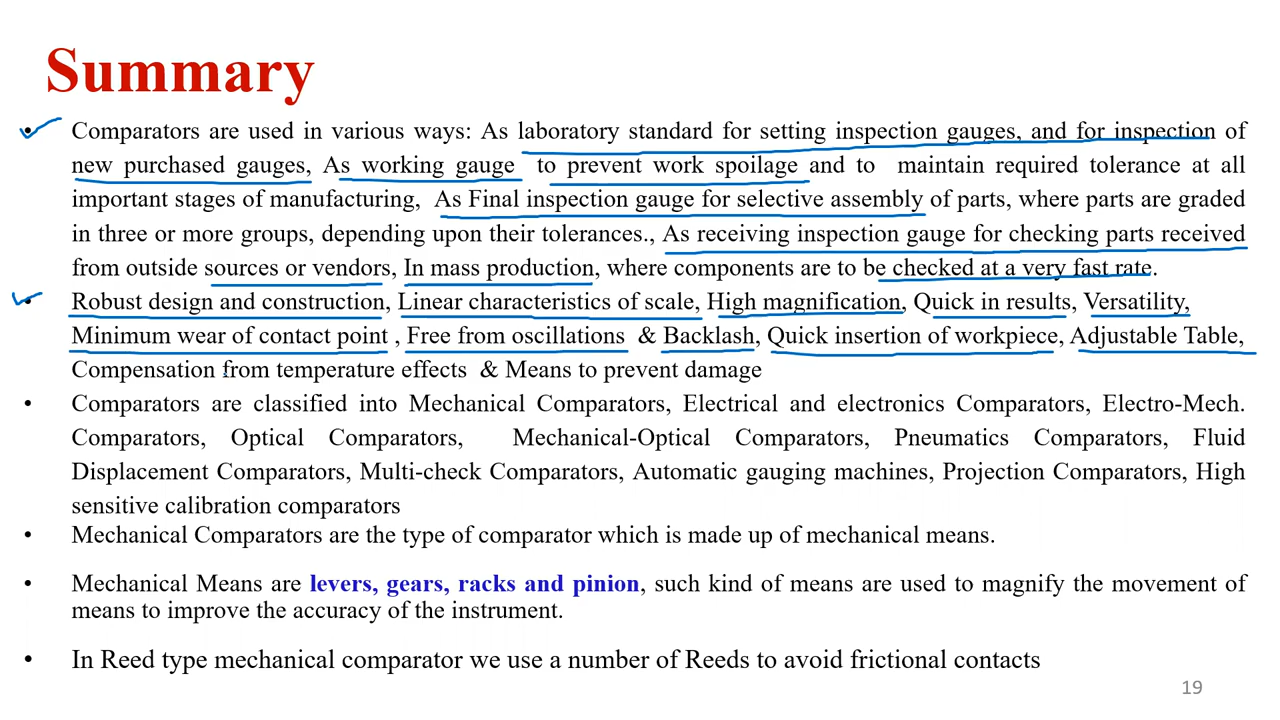 Summary
• Comparators are used in various ways: As laboratory standard for setting inspection gauges, and for inspection of
new purchased gauges, As working gauge to prevent work spoilage and to maintain required tolerance at all
important stages of manufacturing, As Final inspection gauge for selective assembly of parts, where parts are graded
in three or more groups, depending upon their tolerances., As receiving inspection gauge for checking parts received
from outside sources or vendors, In mass production, where components are to be checked at a very fast rate.
• Robust design and construction, Linear characteristics of scale, High magnification, Quick in results, Versatility,
Minimum wear of contact point , Free from oscillations & Backlash, Quick insertion of workpiece, Adjustable Table,
Compensation from temperature effects & Means to prevent damage
• Comparators are classified into Mechanical Comparators, Electrical and electronics Comparators, Electro-Mech.
Comparators, Optical Comparators, Mechanical-Optical Comparators, Pneumatics Comparators, Fluid
Displacement Comparators, Multi-check Comparators, Automatic gauging machines, Projection Comparators, High
sensitive calibration comparators
• Mechanical Comparators are the type of comparator which is made up of mechanical means.
• Mechanical Means are levers, gears, racks and pinion, such kind of means are used to magnify the movement of
means to improve the accuracy of the instrument.
• In Reed type mechanical comparator we use a number of Reeds to avoid frictional contacts
19